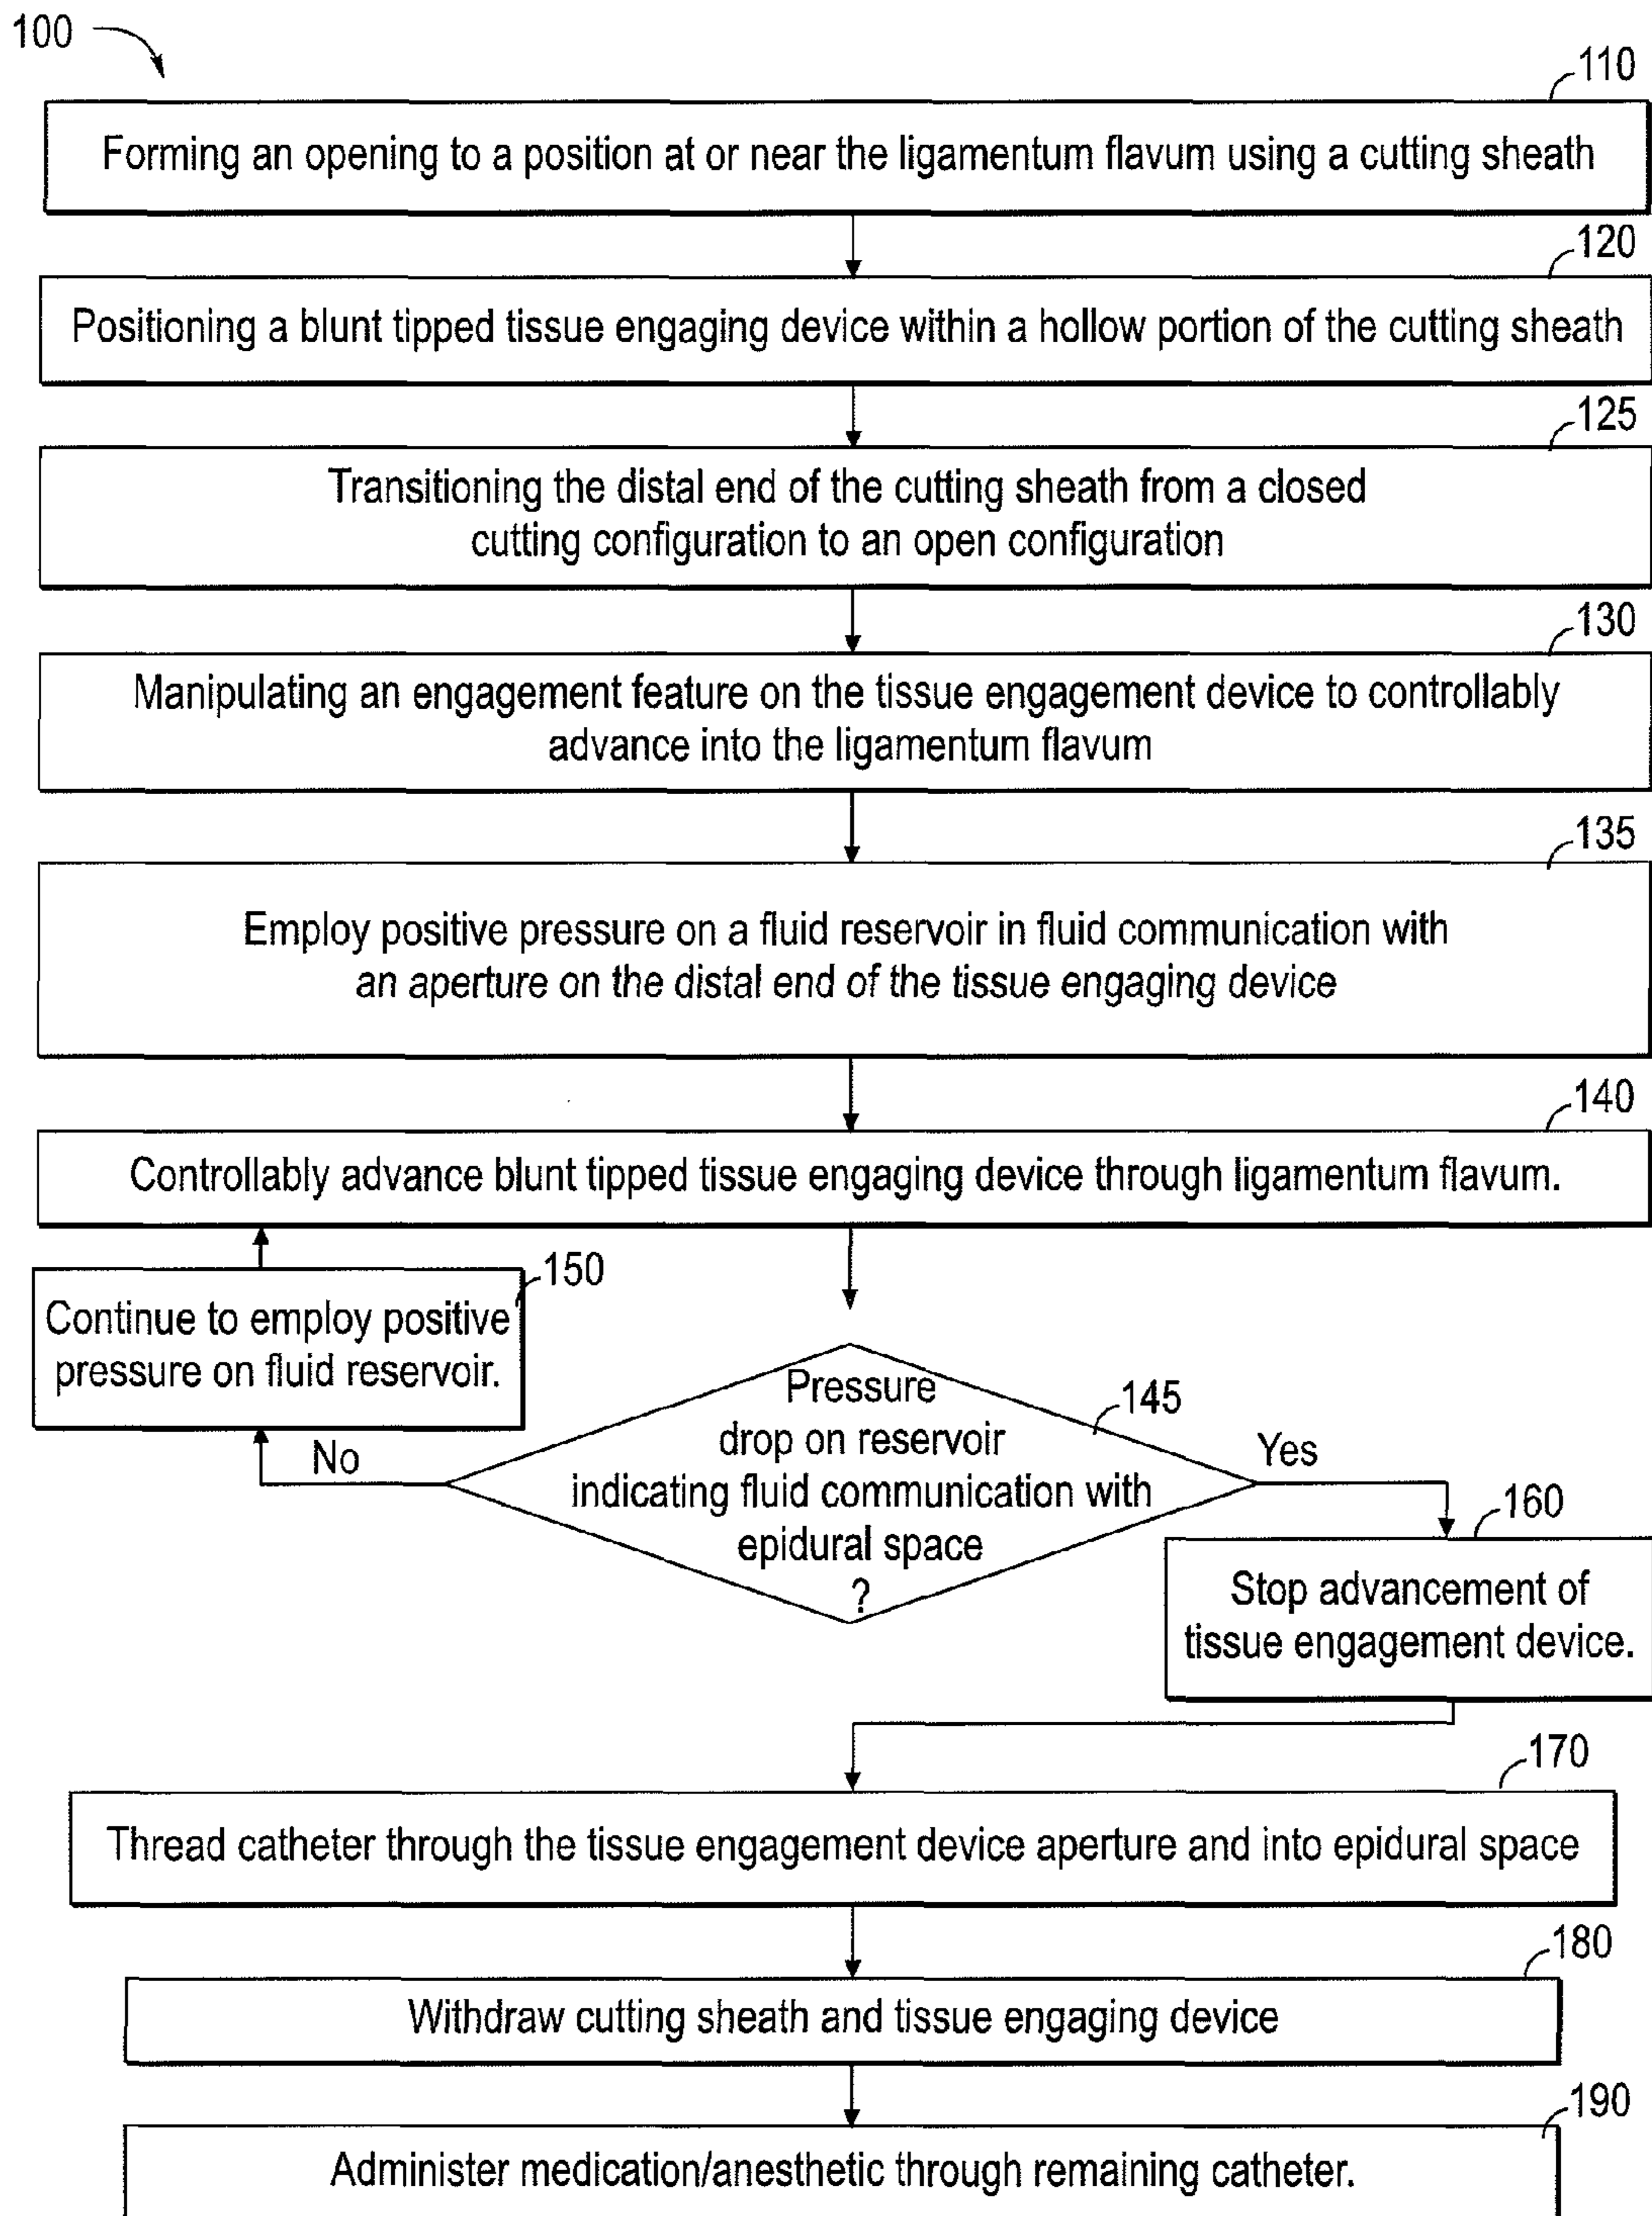 100
110
Forming an opening to a position at or near the ligamentum flavum using a cutting sheath
120
Positioning a blunt tipped tissue engaging device within a hollow portion of the cutting sheath
125
Transitioning the distal end of the cutting sheath from a closed
cutting configuration to an open configuration
130
Manipulating an engagement feature on the tissue engagement device to controllably
advance into the ligamentum flavum
135
Employ positive pressure on a fluid reservoir in fluid communication with
an aperture on the distal end of the tissue engaging device
140
Controllably advance blunt tipped tissue engaging device through ligamentum flavum.
150
Continue to employ positive
pressure on fluid reservoir.
145
Pressure
drop on reservoir
indicating fluid communication with
epidural space
?
No
Yes
160
Stop advancement of
tissue engagement device.
170
Thread catheter through the tissue engagement device aperture and into epidural space
180
Withdraw cutting sheath and tissue engaging device
190
Administer medication/anesthetic through remaining catheter.